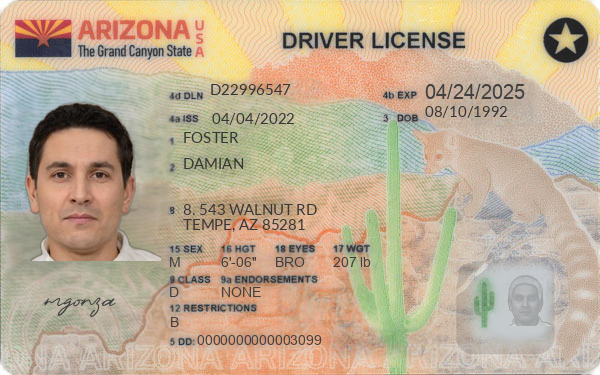 ARIZONA USA
The Grand Canyon State
DRIVER LICENSE
4d DLN D22996547
4b EXP 04/24/2025
4a ISS 04/04/2022
3 DOB 08/10/1992
1 FOSTER
2 DAMIAN
8 8. 543 WALNUT RD
TEMPE, AZ 85281
15 SEX 16 HGT 18 EYES 17 WGT
M 6'-06" BRO 207 lb
9 CLASS 9a ENDORSEMENTS
D NONE
12 RESTRICTIONS
B
5 DD: 0000000000003099
mgonza
ARIZONA ARIZONA ARIZONA ARIZONA